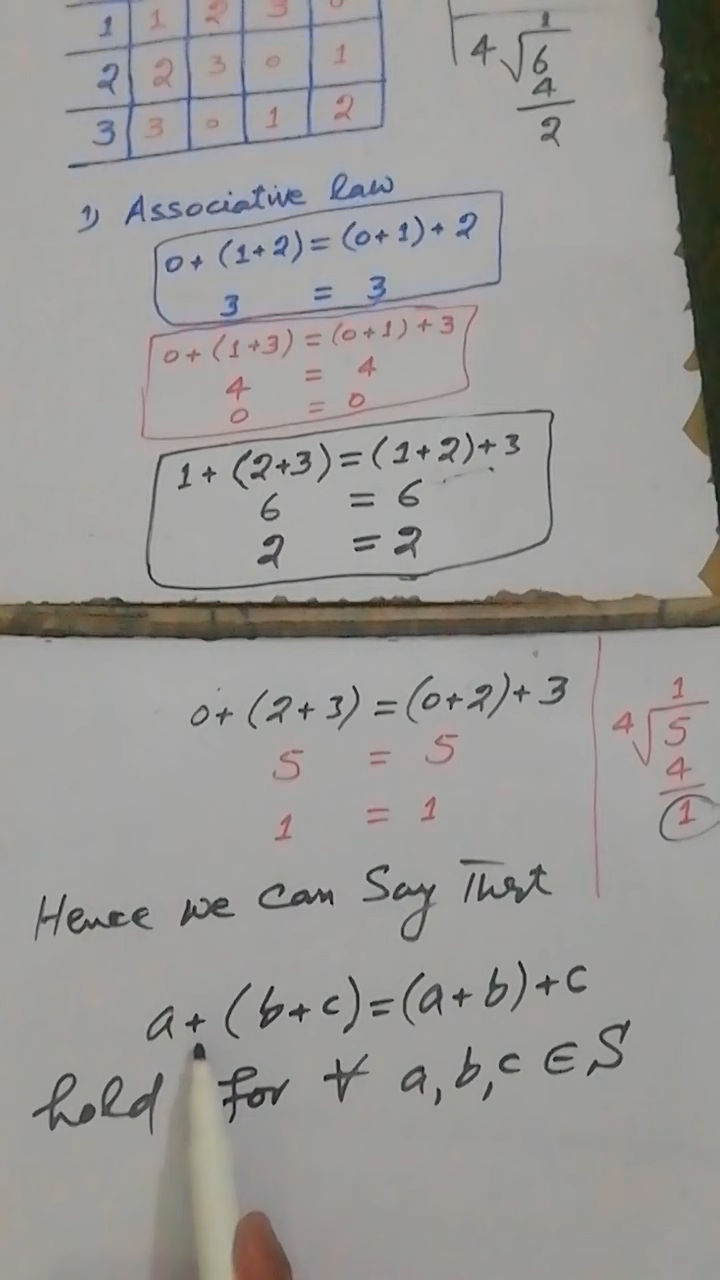 1 1 2 3 0
2 2 3 0 1
3 3 0 1 2
1
4√6
4
2
1) Associative law
0+(1+2)=(0+1)+2
3 = 3
0+(1+3)=(0+1)+3
4 = 4
0 = 0
1+(2+3)=(1+2)+3
6 = 6
2 = 2
0+(2+3)=(0+2)+3
5 = 5
1 = 1
1
4√5
4
1
Hence we can Say That
a+(b+c)=(a+b)+c
hold for ∀ a,b,c ∈ S